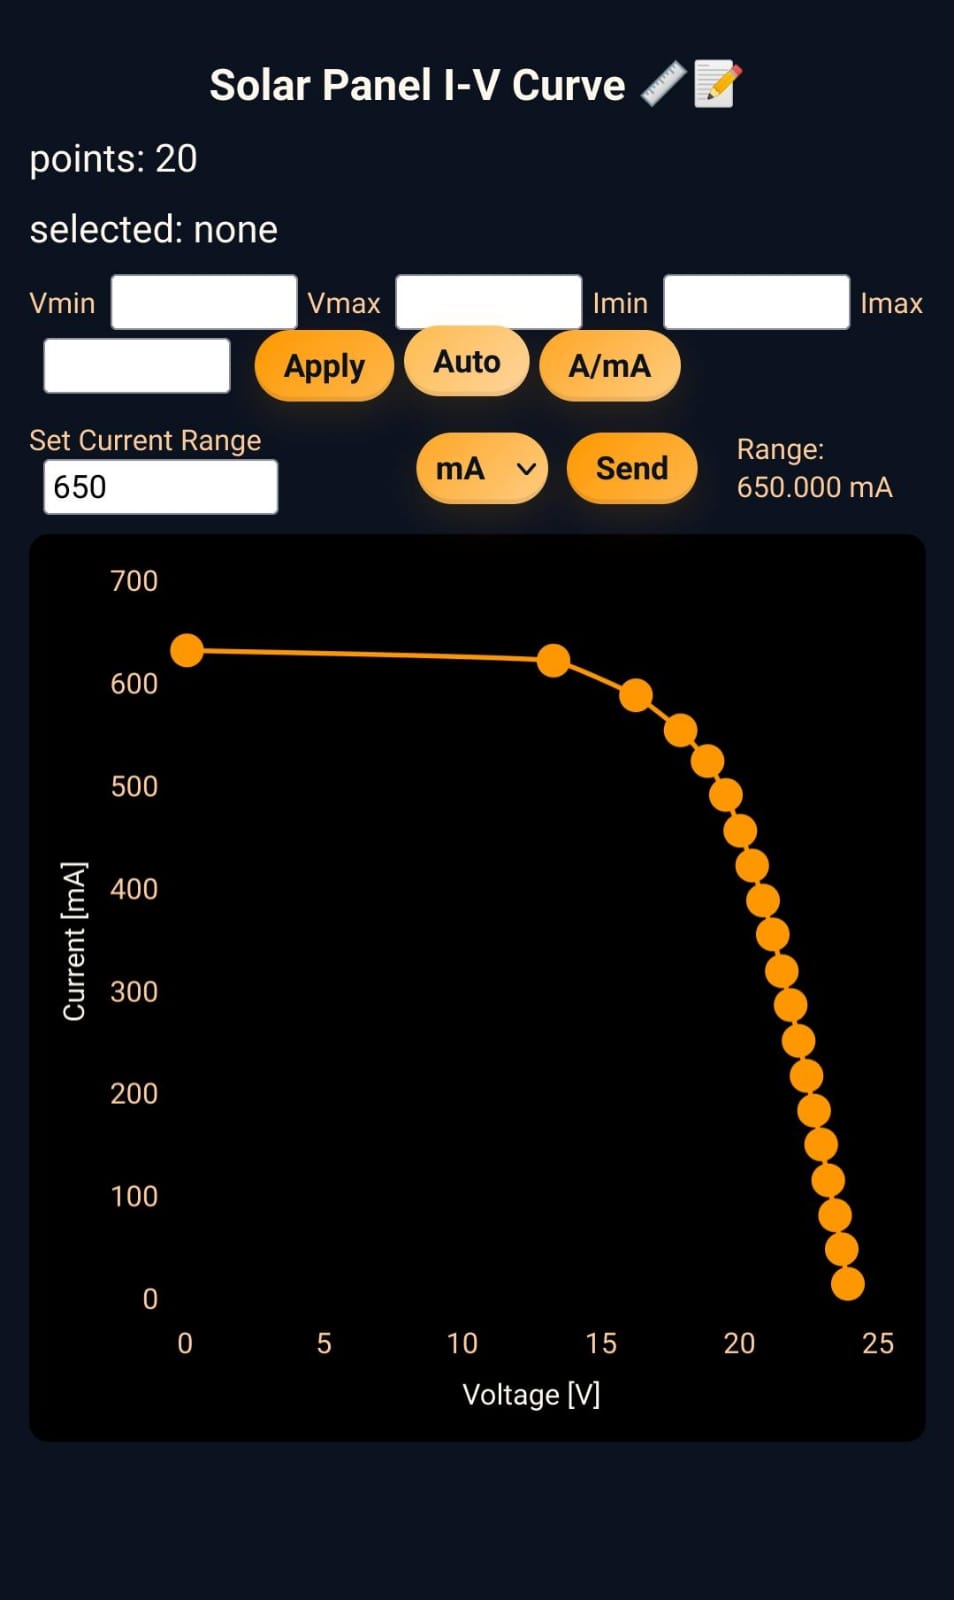 Solar Panel I-V Curve 📏📝
points: 20
selected: none
Vmin Vmax Imin Imax
Apply Auto A/mA
Set Current Range
650 mA Send Range:
650.000 mA
700
600
500
400
300
200
100
0
Current [mA]
0 5 10 15 20 25
Voltage [V]